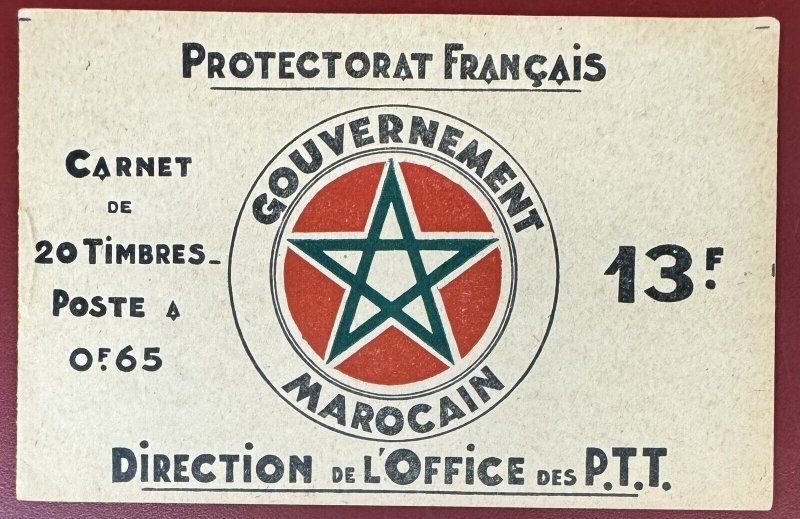 PROTECTORAT FRANÇAIS
CARNET
DE
20 TIMBRES-
POSTE A
0F.65
GOUVERNEMENT
MAROCAIN
13F.
DIRECTION DE L'OFFICE DES P.T.T.